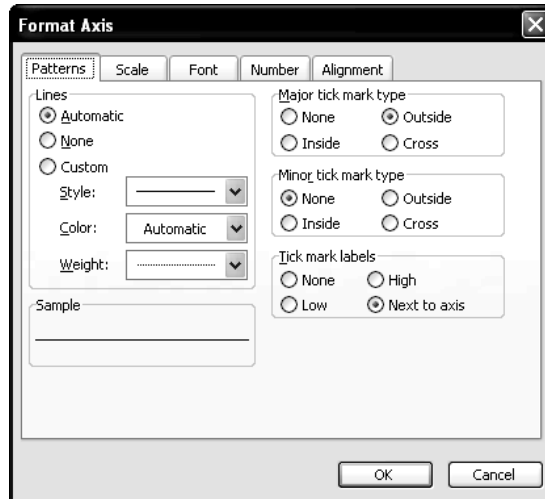 Format Axis
Patterns Scale Font Number Alignment
Lines
Automatic
None
Custom
Style:
Color: Automatic
Weight:
Sample
Major tick mark type
None Outside
Inside Cross
Minor tick mark type
None Outside
Inside Cross
Tick mark labels
None High
Low Next to axis
OK Cancel